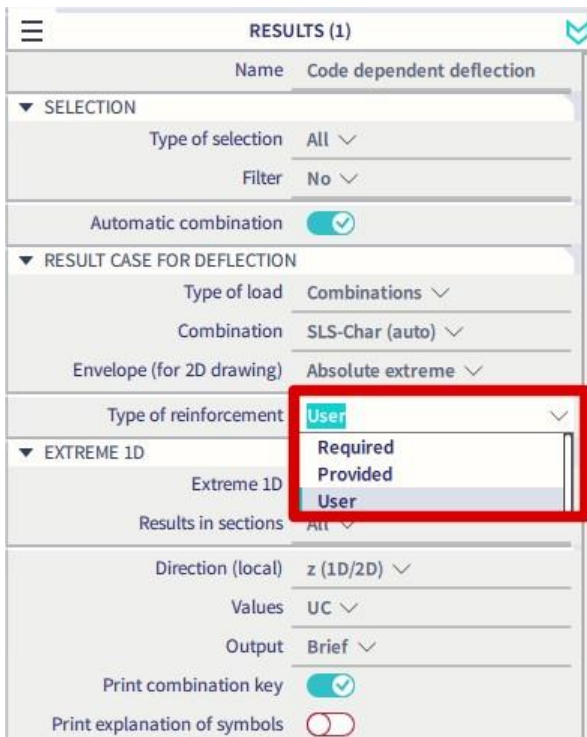 RESULTS (1)
Name Code dependent deflection
SELECTION
Type of selection All
Filter No
Automatic combination
RESULT CASE FOR DEFLECTION
Type of load Combinations
Combination SLS-Char (auto)
Envelope (for 2D drawing) Absolute extreme
Type of reinforcement User
Required
Provided
User
EXTREME 1D
Extreme 1D
Results in sections All
Direction (local) z (1D/2D)
Values UC
Output Brief
Print combination key
Print explanation of symbols